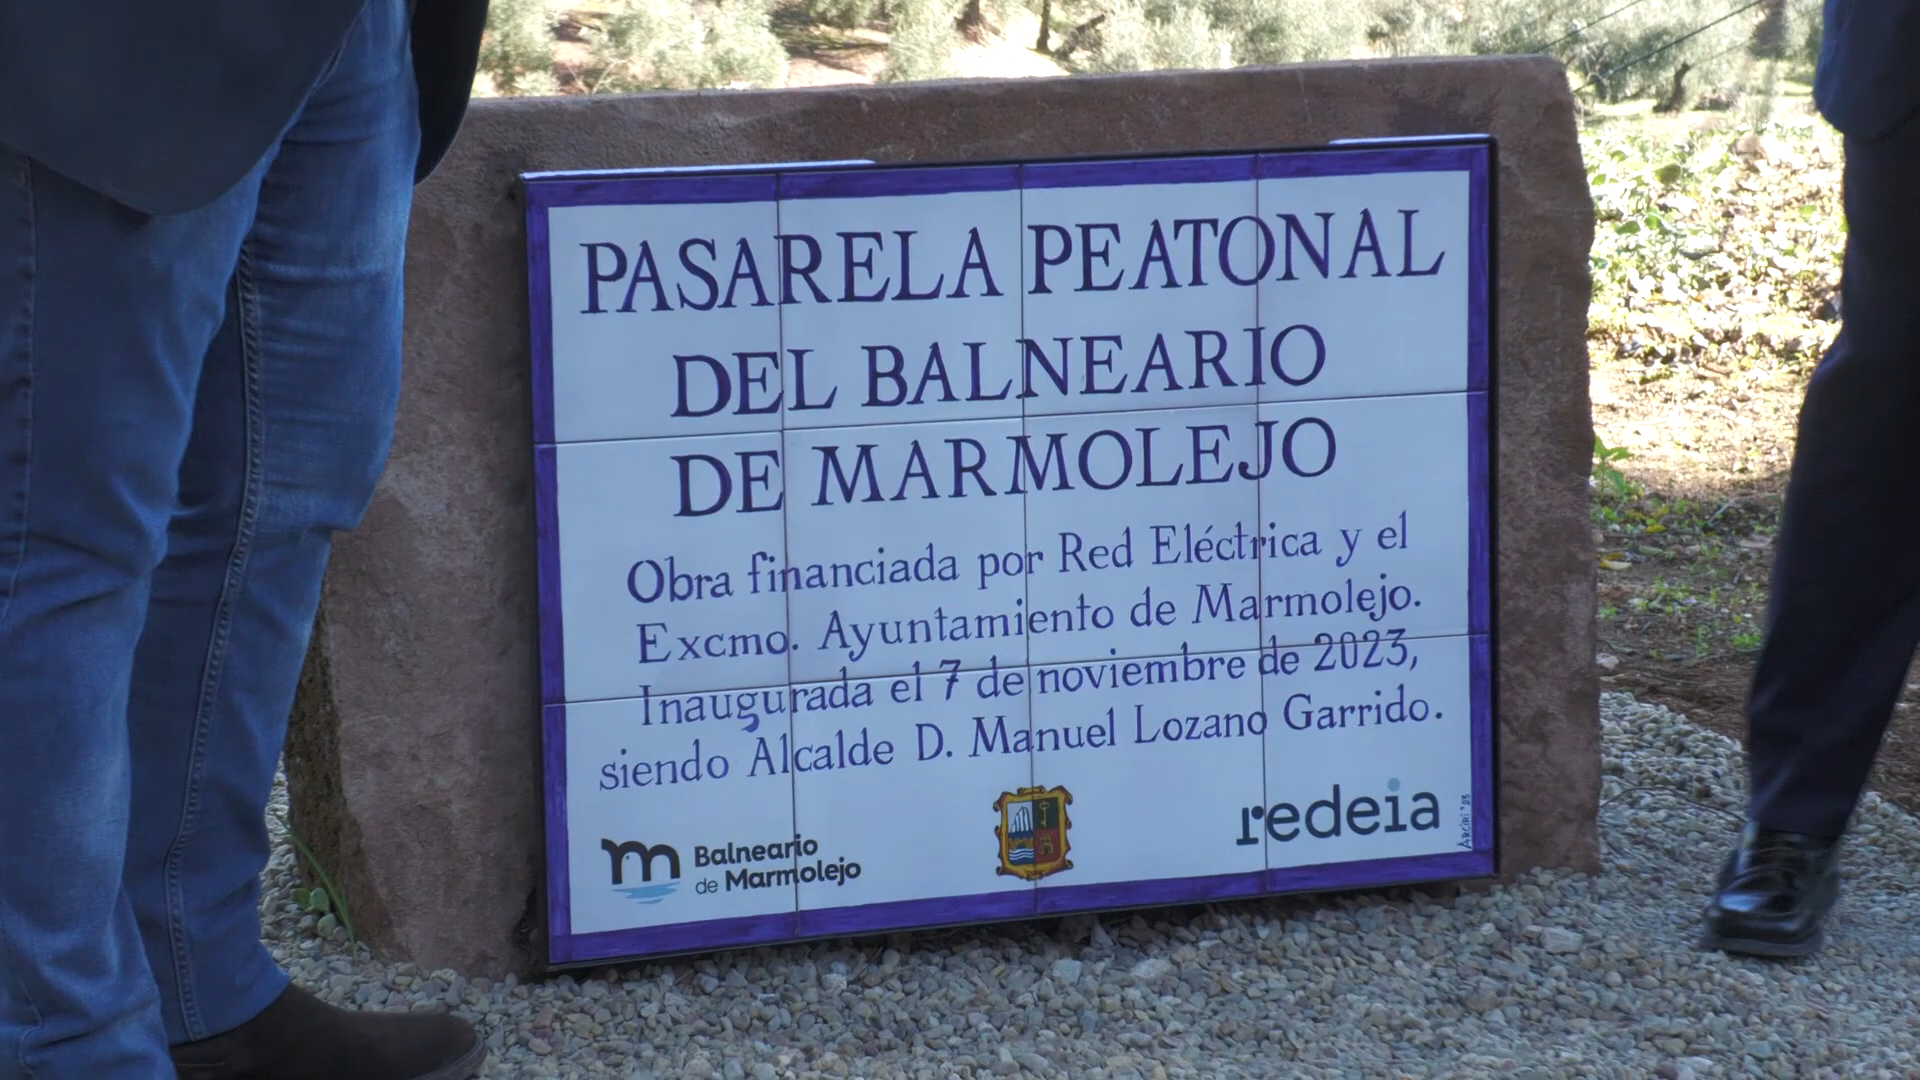 PASARELA PEATONAL
DEL BALNEARIO
DE MARMOLEJO
Obra financiada por Red Eléctrica y el
Excmo. Ayuntamiento de Marmolejo.
Inaugurada el 7 de noviembre de 2023,
siendo Alcalde D. Manuel Lozano Garrido.
m Balneario
de Marmolejo
redeia